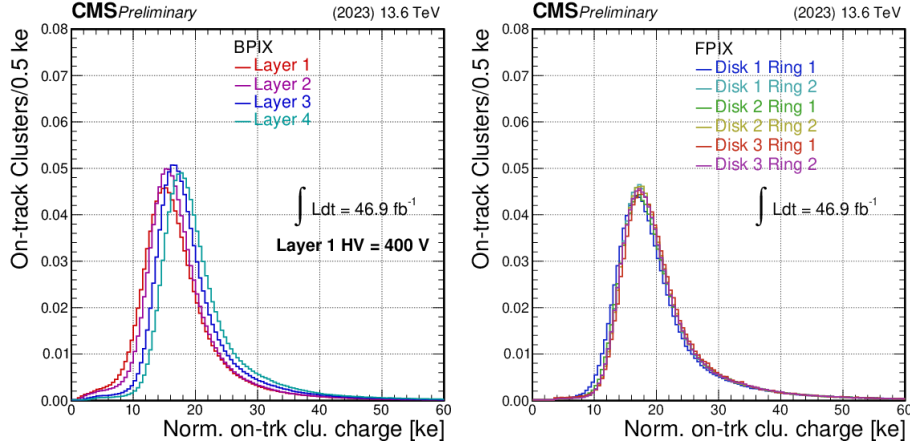 CMS Preliminary (2023) 13.6 TeV
On-track Clusters/0.5 ke
0.08
0.07
0.06
0.05
0.04
0.03
0.02
0.01
0.00
BPIX
Layer 1
Layer 2
Layer 3
Layer 4
∫ Ldt = 46.9 fb⁻¹
Layer 1 HV = 400 V
0 10 20 30 40 50 60
Norm. on-trk clu. charge [ke]
CMS Preliminary (2023) 13.6 TeV
On-track Clusters/0.5 ke
0.08
0.07
0.06
0.05
0.04
0.03
0.02
0.01
0.00
FPIX
Disk 1 Ring 1
Disk 1 Ring 2
Disk 2 Ring 1
Disk 2 Ring 2
Disk 3 Ring 1
Disk 3 Ring 2
∫ Ldt = 46.9 fb⁻¹
0 10 20 30 40 50 60
Norm. on-trk clu. charge [ke]